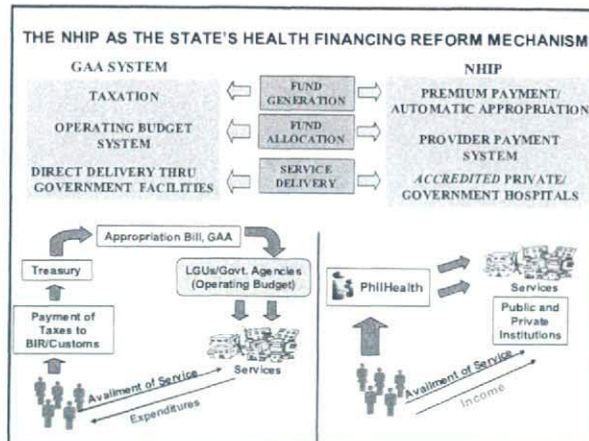 THE NHIP AS THE STATE'S HEALTH FINANCING REFORM MECHANISM
GAA SYSTEM
NHIP
TAXATION
FUND
GENERATION
PREMIUM PAYMENT/
AUTOMATIC APPROPRIATION
OPERATING BUDGET
SYSTEM
FUND
ALLOCATION
PROVIDER PAYMENT
SYSTEM
DIRECT DELIVERY THRU
GOVERNMENT FACILITIES
SERVICE
DELIVERY
ACCREDITED PRIVATE/
GOVERNMENT HOSPITALS
Appropriation Bill, GAA
Treasury
LGUs/Govt. Agencies
(Operating Budget)
Payment of
Taxes to
BIR/Customs
Services
Availment of Service
Expenditures
PhilHealth
Services
Public and
Private
Institutions
Availment of Service
Income